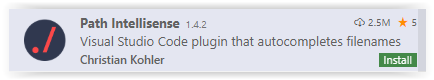 Path Intellisense 1.4.2 2.5M 5
Visual Studio Code plugin that autocompletes filenames
Christian Kohler Install